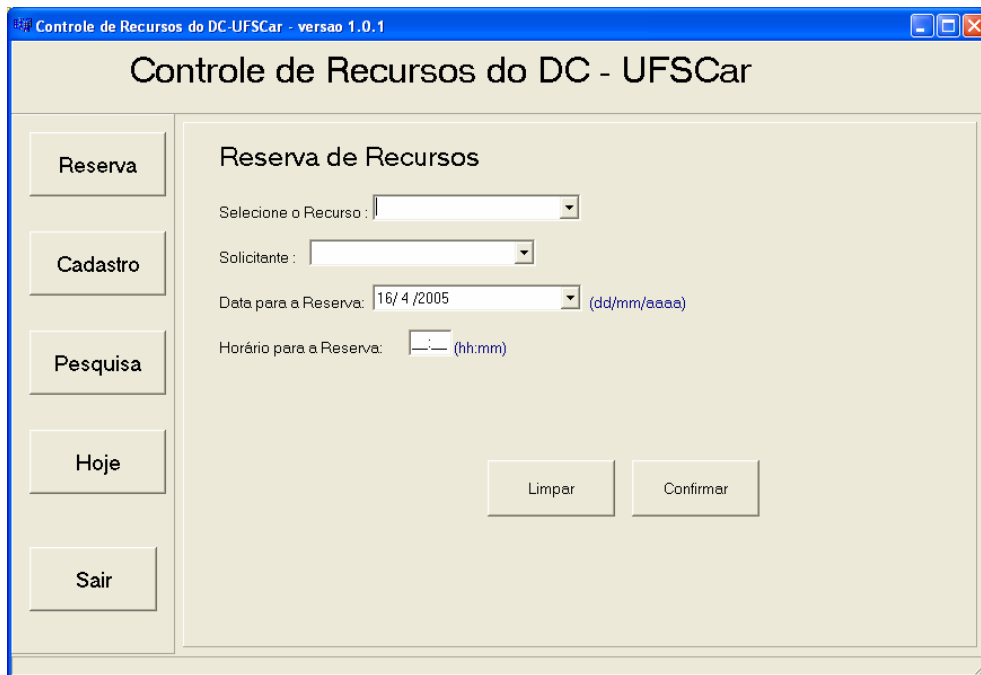 Controle de Recursos do DC-UFSCar - versao 1.0.1
Controle de Recursos do DC - UFSCar
Reserva
Cadastro
Pesquisa
Hoje
Sair
Reserva de Recursos
Selecione o Recurso :
Solicitante :
Data para a Reserva: 16/ 4 /2005 (dd/mm/aaaa)
Horário para a Reserva: __:__ (hh:mm)
Limpar Confirmar